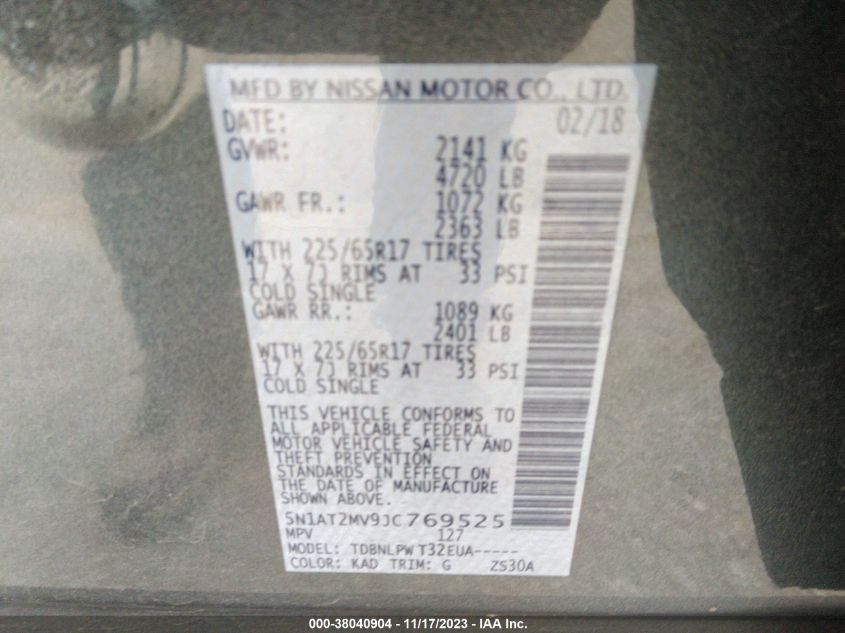 MFD BY NISSAN MOTOR CO., LTD.
DATE: 02/18
GVWR: 2141 KG
4720 LB
GAWR FR.: 1072 KG
2363 LB
WITH 225/65R17 TIRES
17 X 7J RIMS AT 33 PSI
COLD SINGLE
GAWR RR.: 1089 KG
2401 LB
WITH 225/65R17 TIRES
17 X 7J RIMS AT 33 PSI
COLD SINGLE
THIS VEHICLE CONFORMS TO
ALL APPLICABLE FEDERAL
MOTOR VEHICLE SAFETY AND
THEFT PREVENTION
STANDARDS IN EFFECT ON
THE DATE OF MANUFACTURE
SHOWN ABOVE.
5N1AT2MV9JC769525
MPV 127
MODEL: TDBNLPW T32EUA-----
COLOR: KAD TRIM: G ZS30A
000-38040904 - 11/17/2023 - IAA Inc.